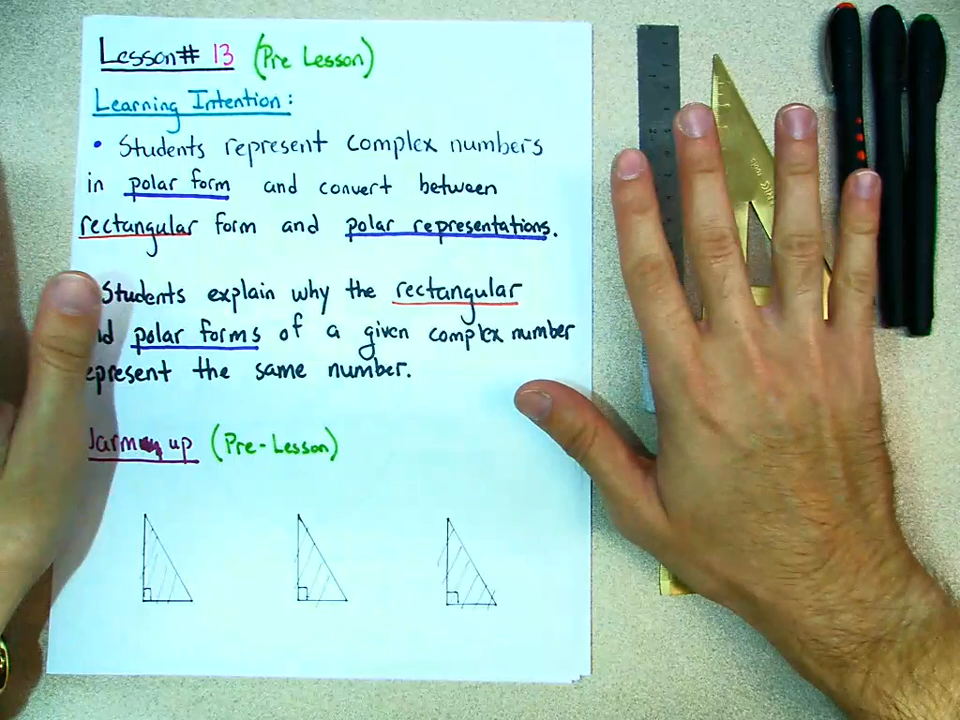 Lesson# 13 (Pre Lesson)
Learning Intention:
• Students represent complex numbers
in polar form and convert between
rectangular form and polar representations.
Students explain why the rectangular
polar forms of a given complex number
the same number.
up (Pre-Lesson)